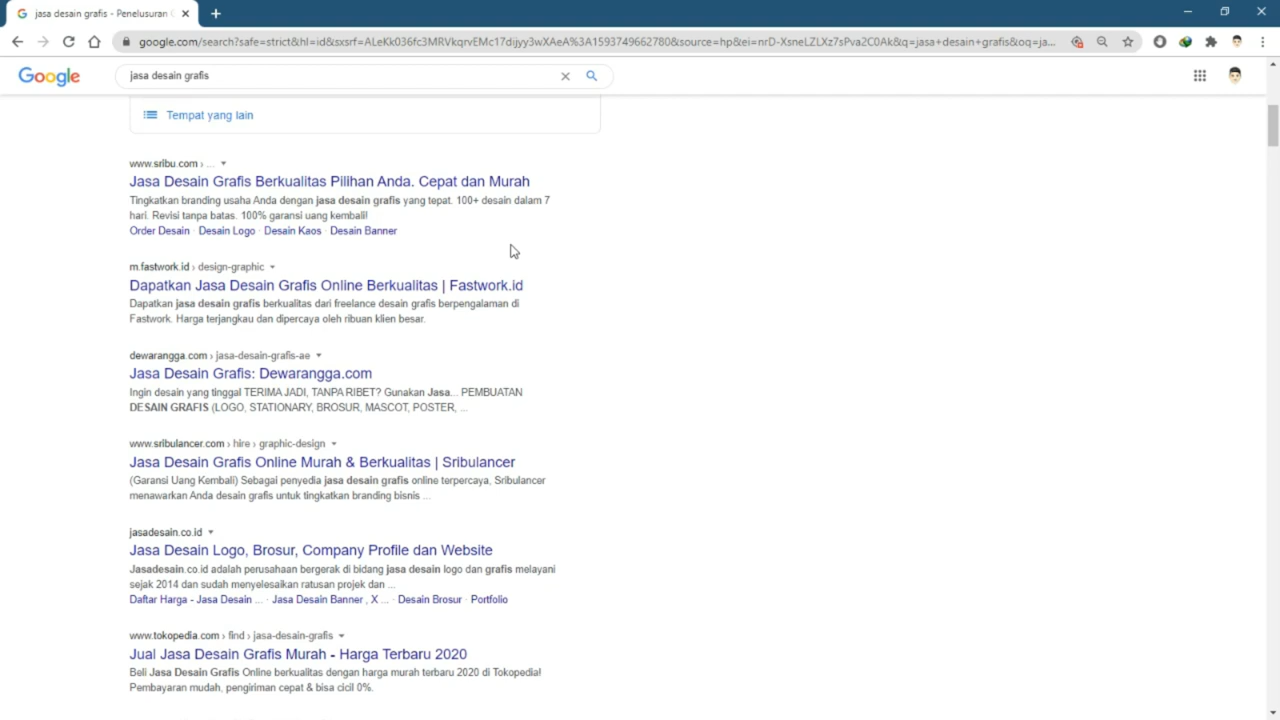 jasa desain grafis - Penelusuran
google.com/search?safe=strict&hl=id&sxsrf=ALeKk036fc3MRVkqrvEMc17dijyy3wXAeA%3A1593749662780&source=hp&ei=nrD-XsneLZLXz7sPva2C0Ak&q=jasa+desain+grafis&oq=ja...
Google
jasa desain grafis
Tempat yang lain
www.sribu.com › ...
Jasa Desain Grafis Berkualitas Pilihan Anda. Cepat dan Murah
Tingkatkan branding usaha Anda dengan jasa desain grafis yang tepat. 100+ desain dalam 7
hari. Revisi tanpa batas. 100% garansi uang kembali!
Order Desain · Desain Logo · Desain Kaos · Desain Banner
m.fastwork.id › design-graphic
Dapatkan Jasa Desain Grafis Online Berkualitas | Fastwork.id
Dapatkan jasa desain grafis berkualitas dari freelance desain grafis berpengalaman di
Fastwork. Harga terjangkau dan dipercaya oleh ribuan klien besar.
dewarangga.com › jasa-desain-grafis-ae
Jasa Desain Grafis: Dewarangga.com
Ingin desain yang tinggal TERIMA JADI, TANPA RIBET? Gunakan Jasa... PEMBUATAN
DESAIN GRAFIS (LOGO, STATIONARY, BROSUR, MASCOT, POSTER, ...
www.sribulancer.com › hire › graphic-design
Jasa Desain Grafis Online Murah & Berkualitas | Sribulancer
(Garansi Uang Kembali) Sebagai penyedia jasa desain grafis online terpercaya, Sribulancer
menawarkan Anda desain grafis untuk tingkatkan branding bisnis ...
jasadesain.co.id
Jasa Desain Logo, Brosur, Company Profile dan Website
Jasadesain.co.id adalah perusahaan bergerak di bidang jasa desain logo dan grafis melayani
sejak 2014 dan sudah menyelesaikan ratusan projek dan ...
Daftar Harga - Jasa Desain ... · Jasa Desain Banner , X ... · Desain Brosur · Portfolio
www.tokopedia.com › find › jasa-desain-grafis
Jual Jasa Desain Grafis Murah - Harga Terbaru 2020
Beli Jasa Desain Grafis Online berkualitas dengan harga murah terbaru 2020 di Tokopedia!
Pembayaran mudah, pengiriman cepat & bisa cicil 0%.